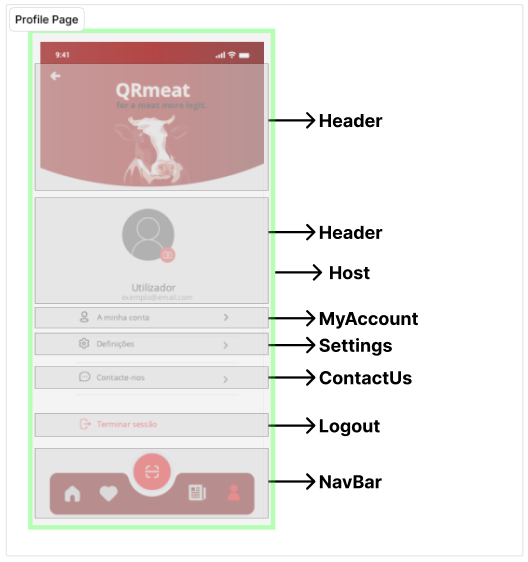 Profile Page
9:41
QRmeat
for a meat more legit.
Header
Header
Host
Utilizador
exemplo@email.com
A minha conta
MyAccount
Definições
Settings
Contacte-nos
ContactUs
Terminar sessão
Logout
NavBar